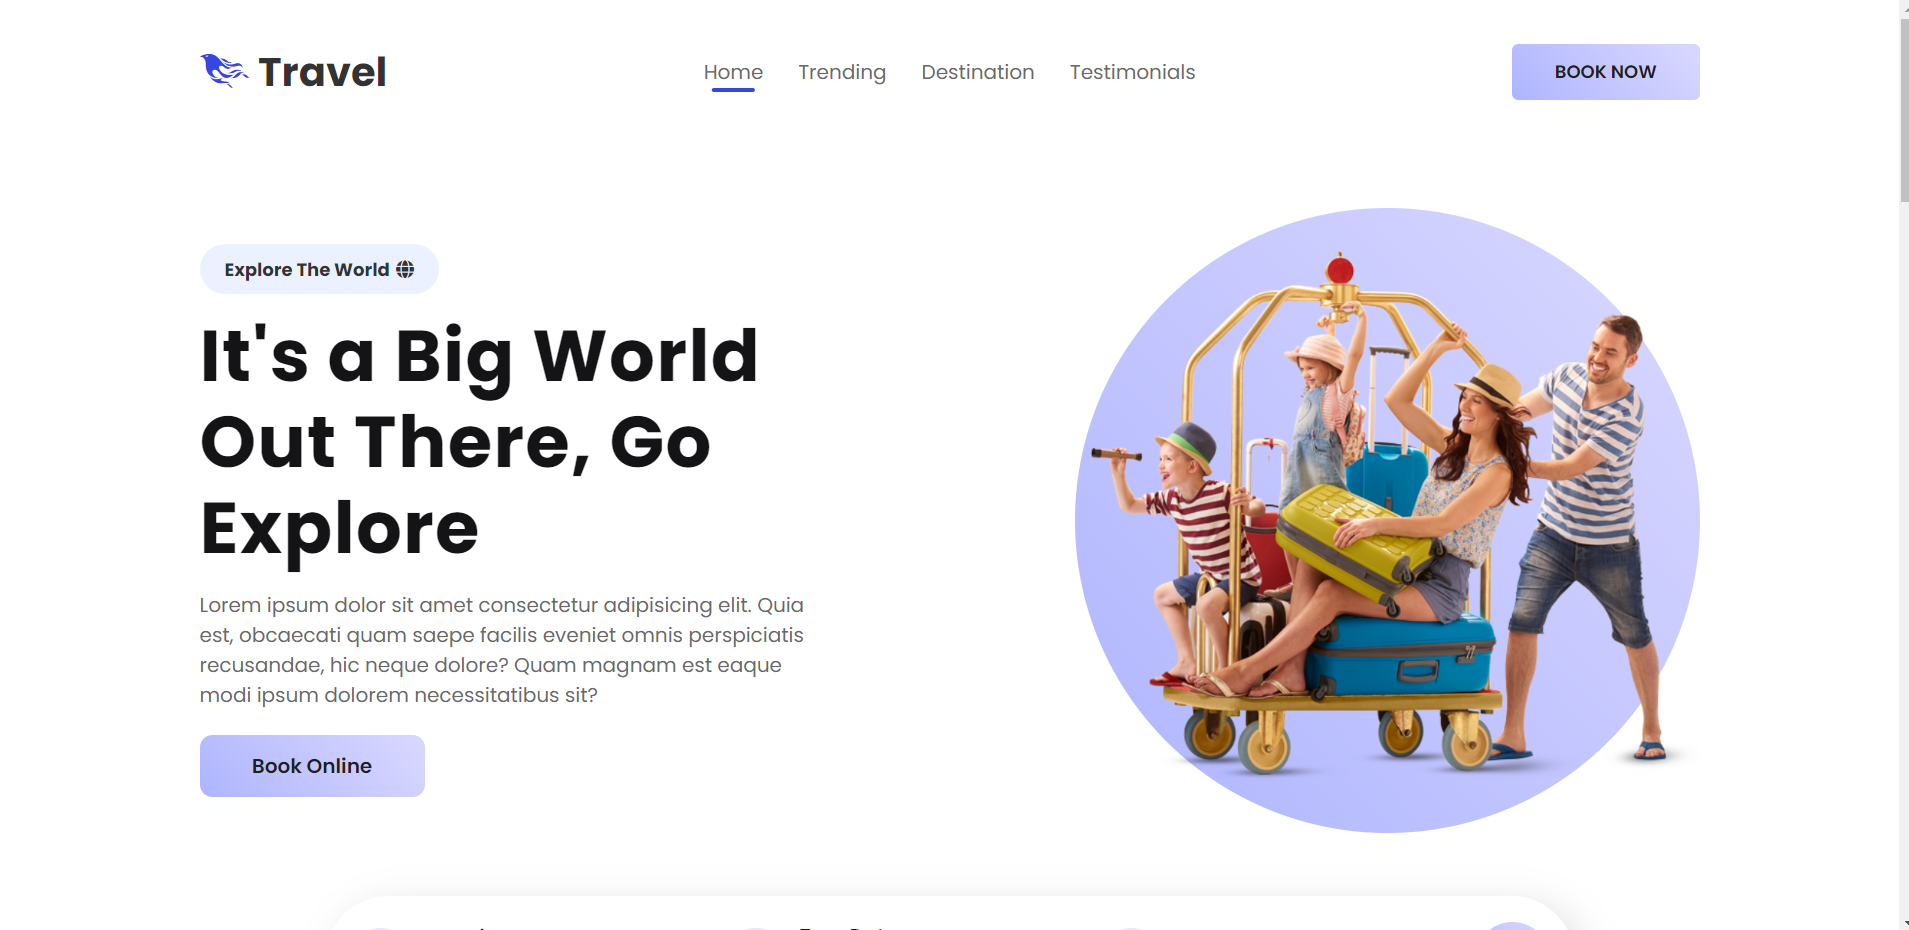 Travel
Home
Trending
Destination
Testimonials
BOOK NOW
Explore The World
It's a Big World
Out There, Go
Explore
Lorem ipsum dolor sit amet consectetur adipisicing elit. Quia
est, obcaecati quam saepe facilis eveniet omnis perspiciatis
recusandae, hic neque dolore? Quam magnam est eaque
modi ipsum dolorem necessitatibus sit?
Book Online